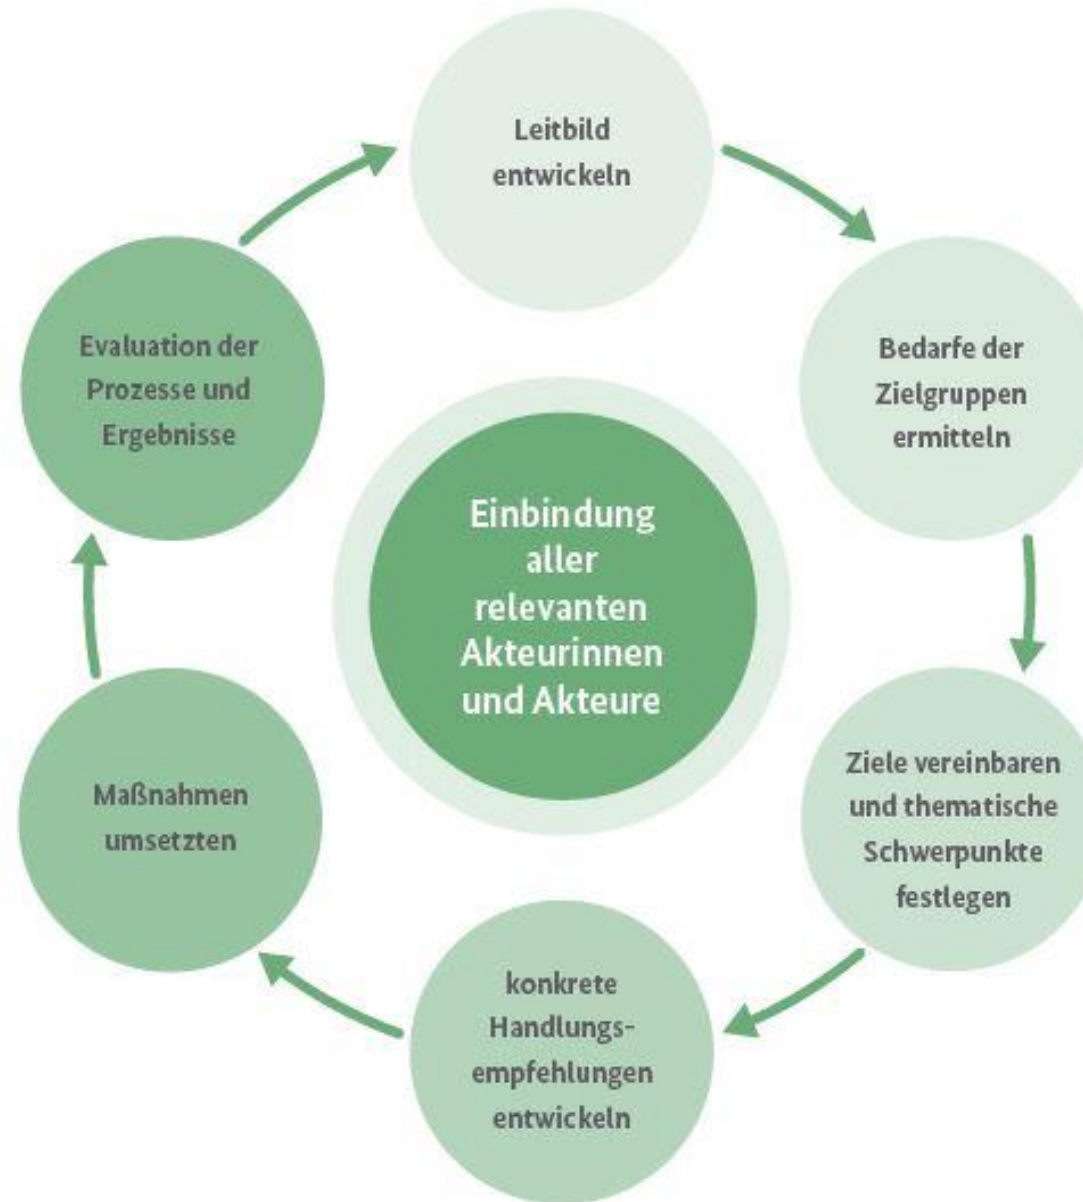 Leitbild
entwickeln
Bedarfe der
Zielgruppen
ermitteln
Ziele vereinbaren
und thematische
Schwerpunkte
festlegen
konkrete
Handlungs-
empfehlungen
entwickeln
Maßnahmen
umsetzten
Evaluation der
Prozesse und
Ergebnisse
Einbindung
aller
relevanten
Akteurinnen
und Akteure